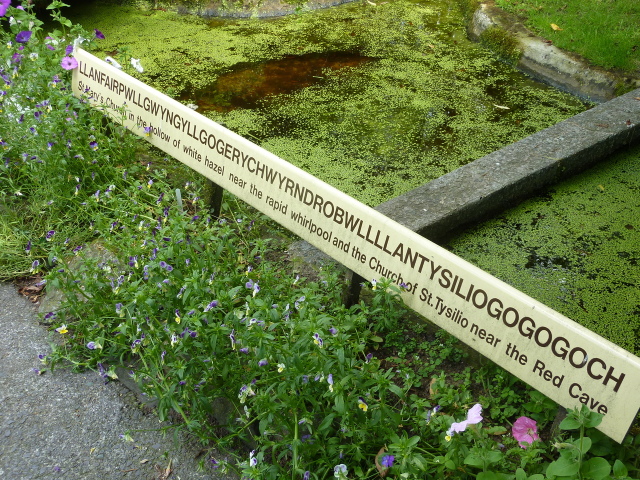 LLANFAIRPWLLGWYNGYLLGOGERYCHWYRNDROBWLLLLANTYSILIOGOGOGOCH
St.Mary's Church in the hollow of white hazel near the rapid whirlpool and the Church of St.Tysilio near the Red Cave